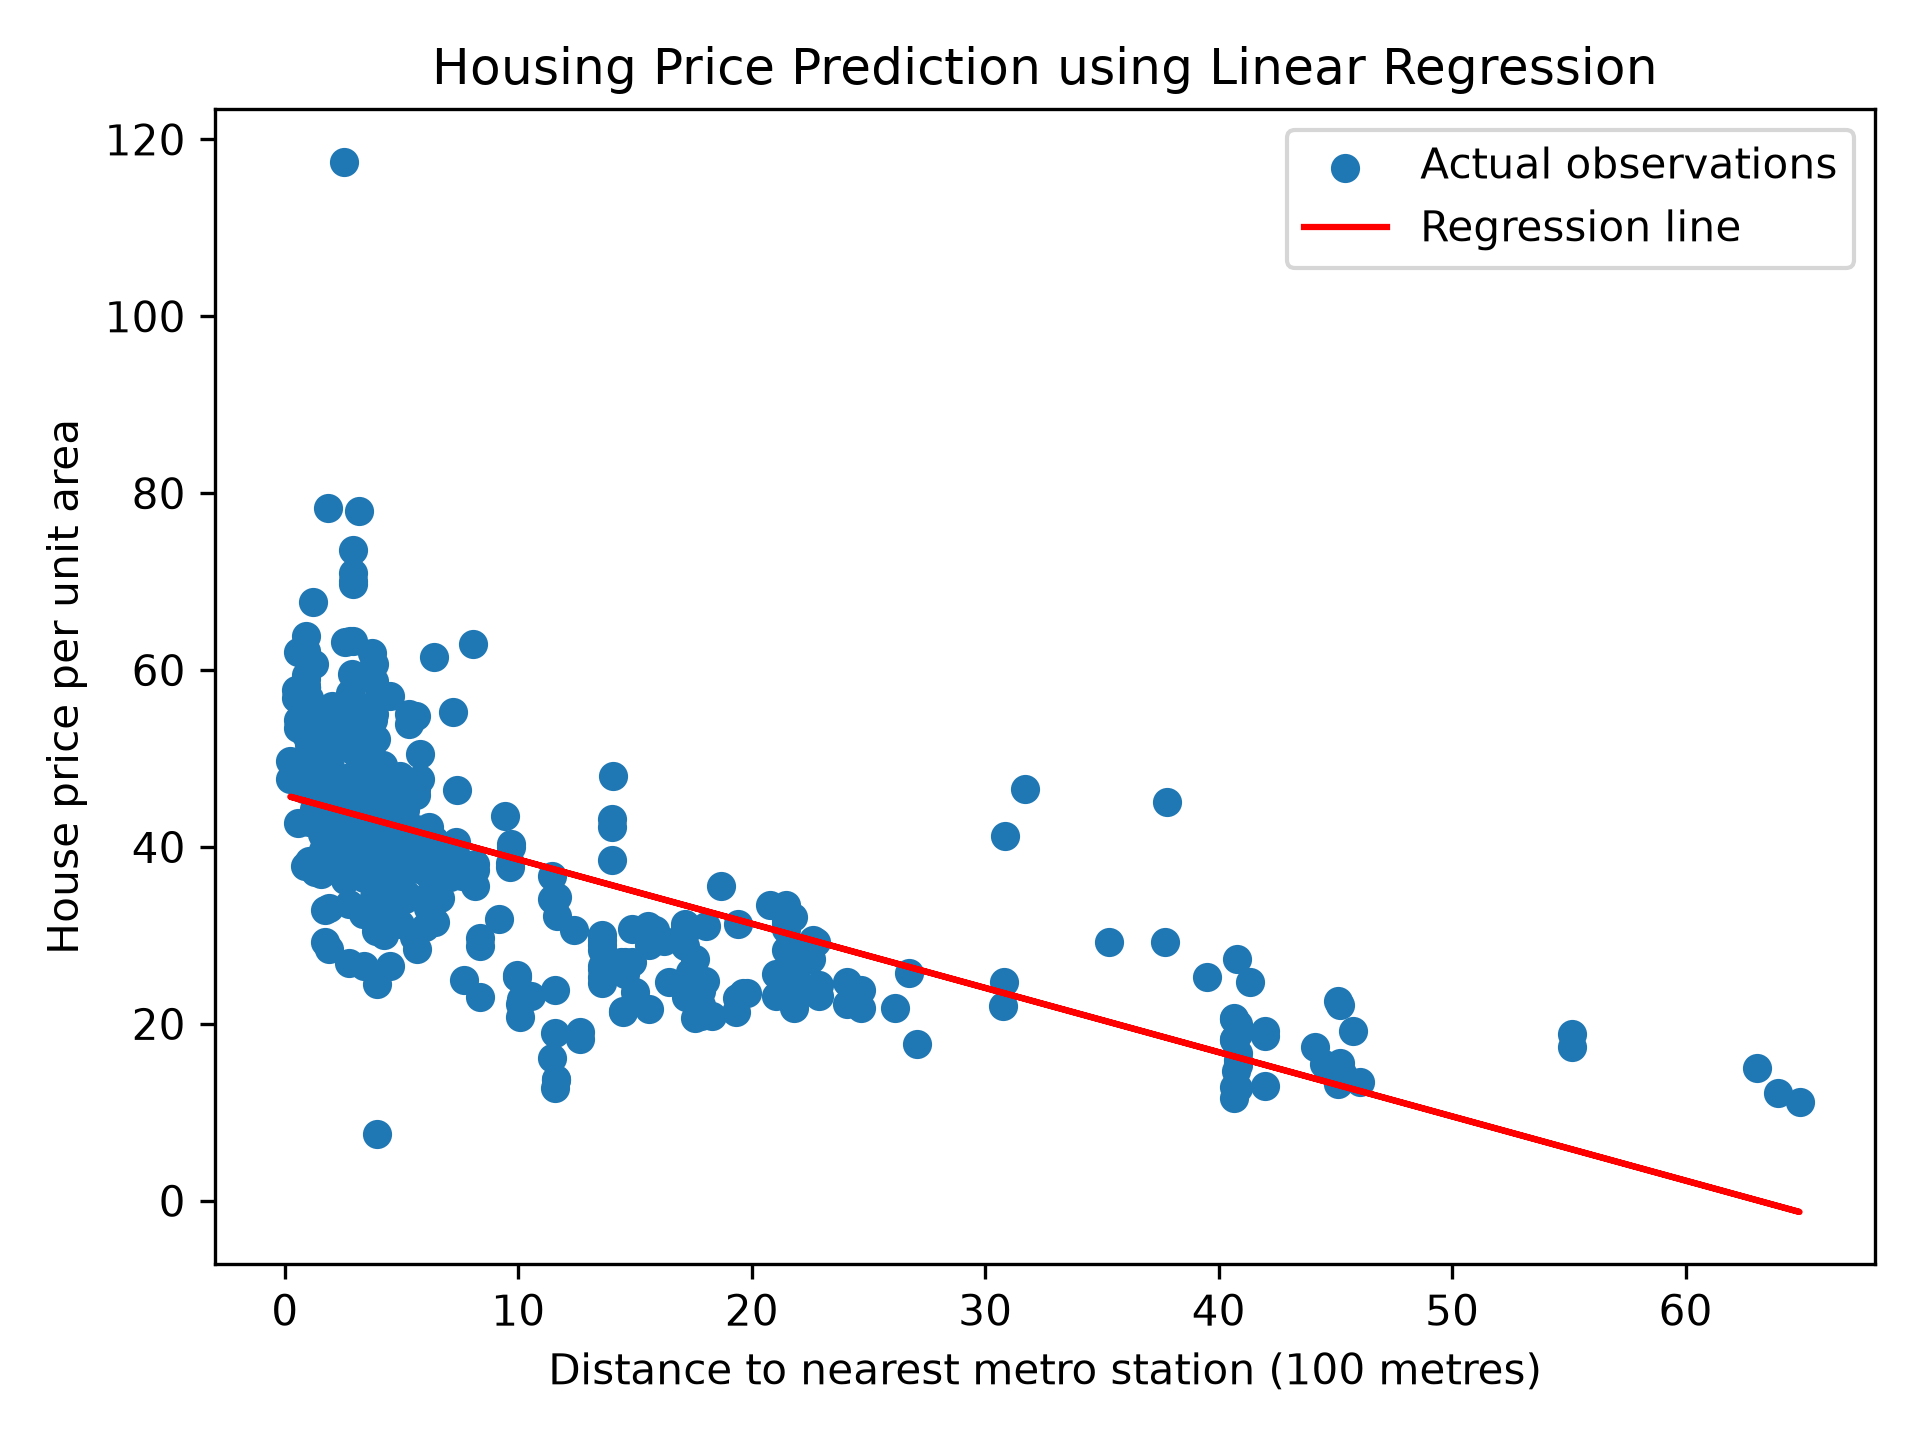 Housing Price Prediction using Linear Regression
Actual observations
Regression line
120
100
80
60
40
20
0
House price per unit area
0 10 20 30 40 50 60
Distance to nearest metro station (100 metres)